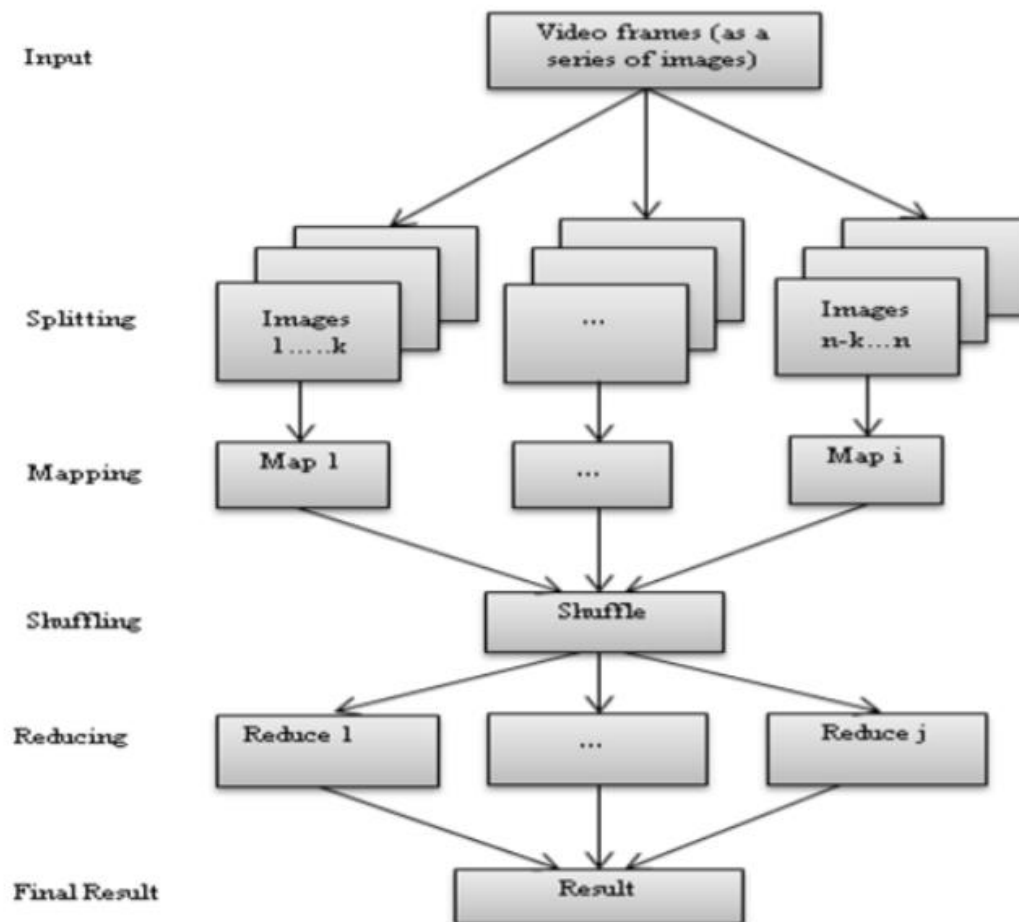 Input
Video frames (as a
series of images)
Splitting
Images
1.....k
...
Images
n-k...n
Mapping
Map 1
...
Map i
Shuffling
Shuffle
Reducing
Reduce 1
...
Reduce j
Final Result
Result